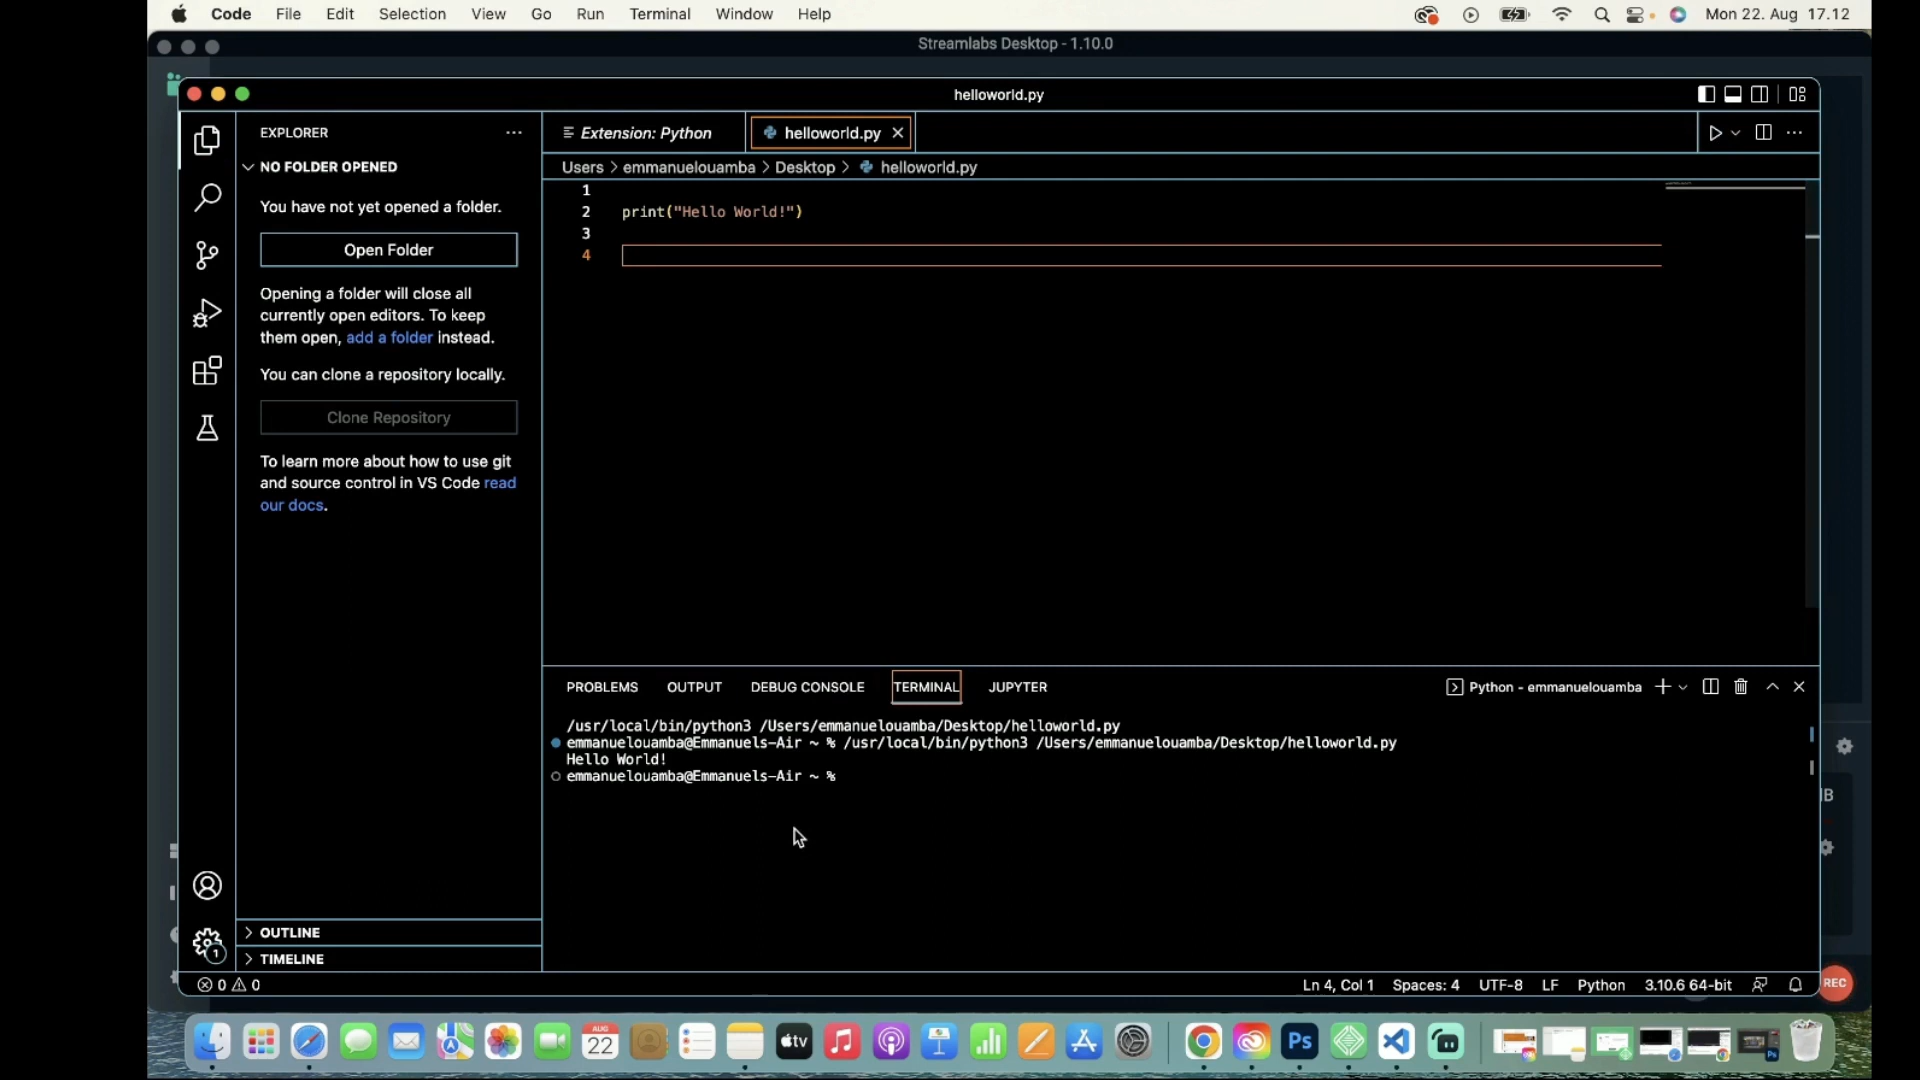 Code File Edit Selection View Go Run Terminal Window Help Mon 22. Aug 17.12
Streamlabs Desktop - 1.10.0
helloworld.py
EXPLORER
NO FOLDER OPENED
You have not yet opened a folder.
Open Folder
Opening a folder will close all
currently open editors. To keep
them open, add a folder instead.
You can clone a repository locally.
Clone Repository
To learn more about how to use git
and source control in VS Code read
our docs.
OUTLINE
TIMELINE
Extension: Python helloworld.py
Users > emmanuelouamba > Desktop > helloworld.py
1
2 print("Hello World!")
3
4
PROBLEMS OUTPUT DEBUG CONSOLE TERMINAL JUPYTER Python - emmanuelouamba
/usr/local/bin/python3 /Users/emmanuelouamba/Desktop/helloworld.py
emmanuelouamba@Emmanuels-Air ~ % /usr/local/bin/python3 /Users/emmanuelouamba/Desktop/helloworld.py
Hello World!
emmanuelouamba@Emmanuels-Air ~ %
1
0 0 Ln 4, Col 1 Spaces: 4 UTF-8 LF Python 3.10.6 64-bit
REC
AUG
22
tv
Ps